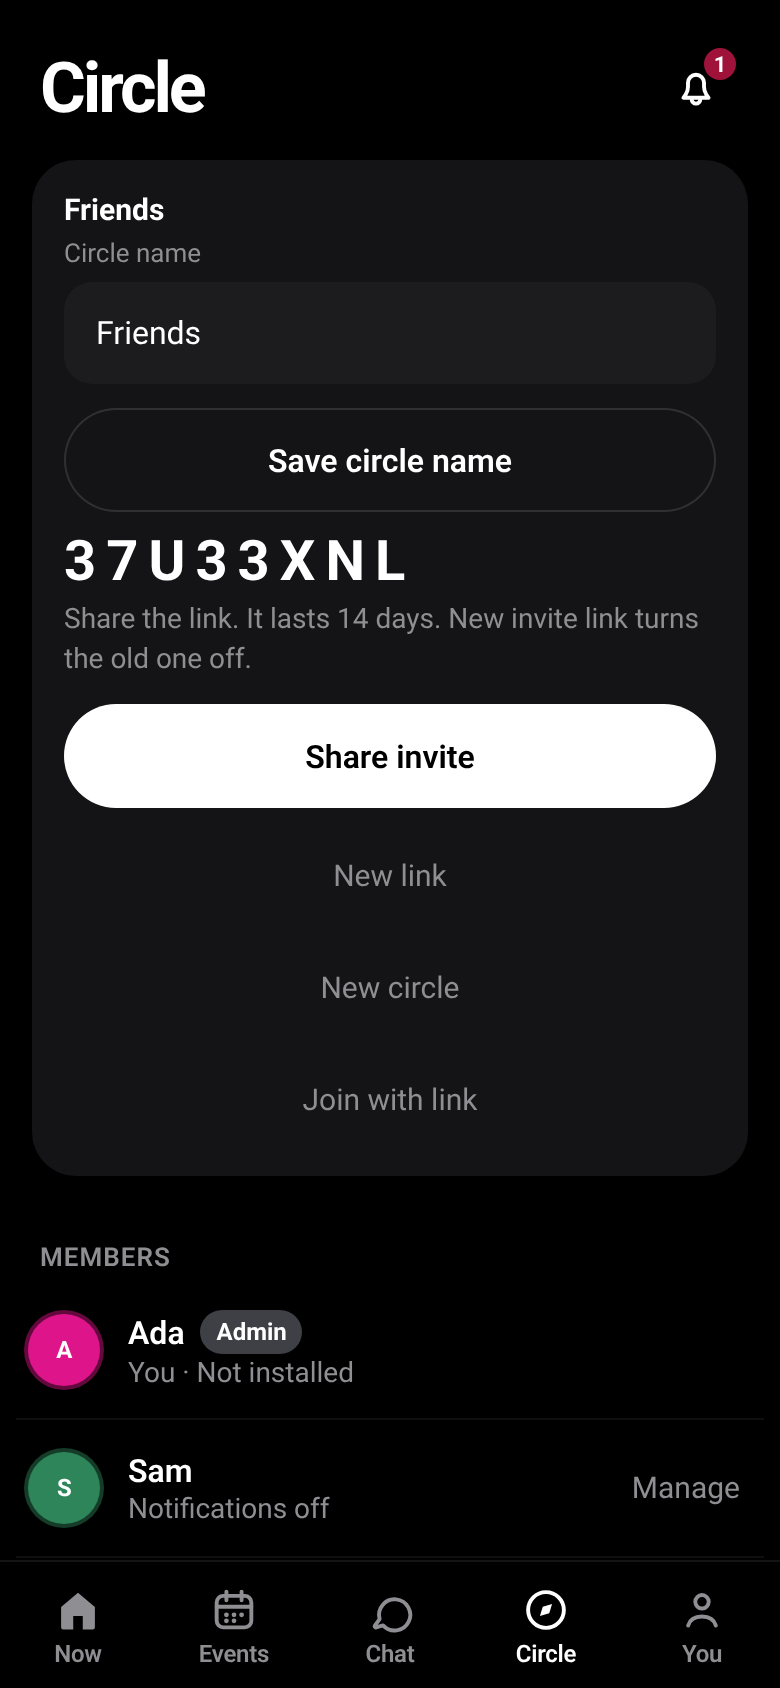 Circle
1
Friends
Circle name
Friends
Save circle name
37U33XNL
Share the link. It lasts 14 days. New invite link turns
the old one off.
Share invite
New link
New circle
Join with link
MEMBERS
A
Ada Admin
You · Not installed
S
Sam
Notifications off
Manage
Now Events Chat Circle You